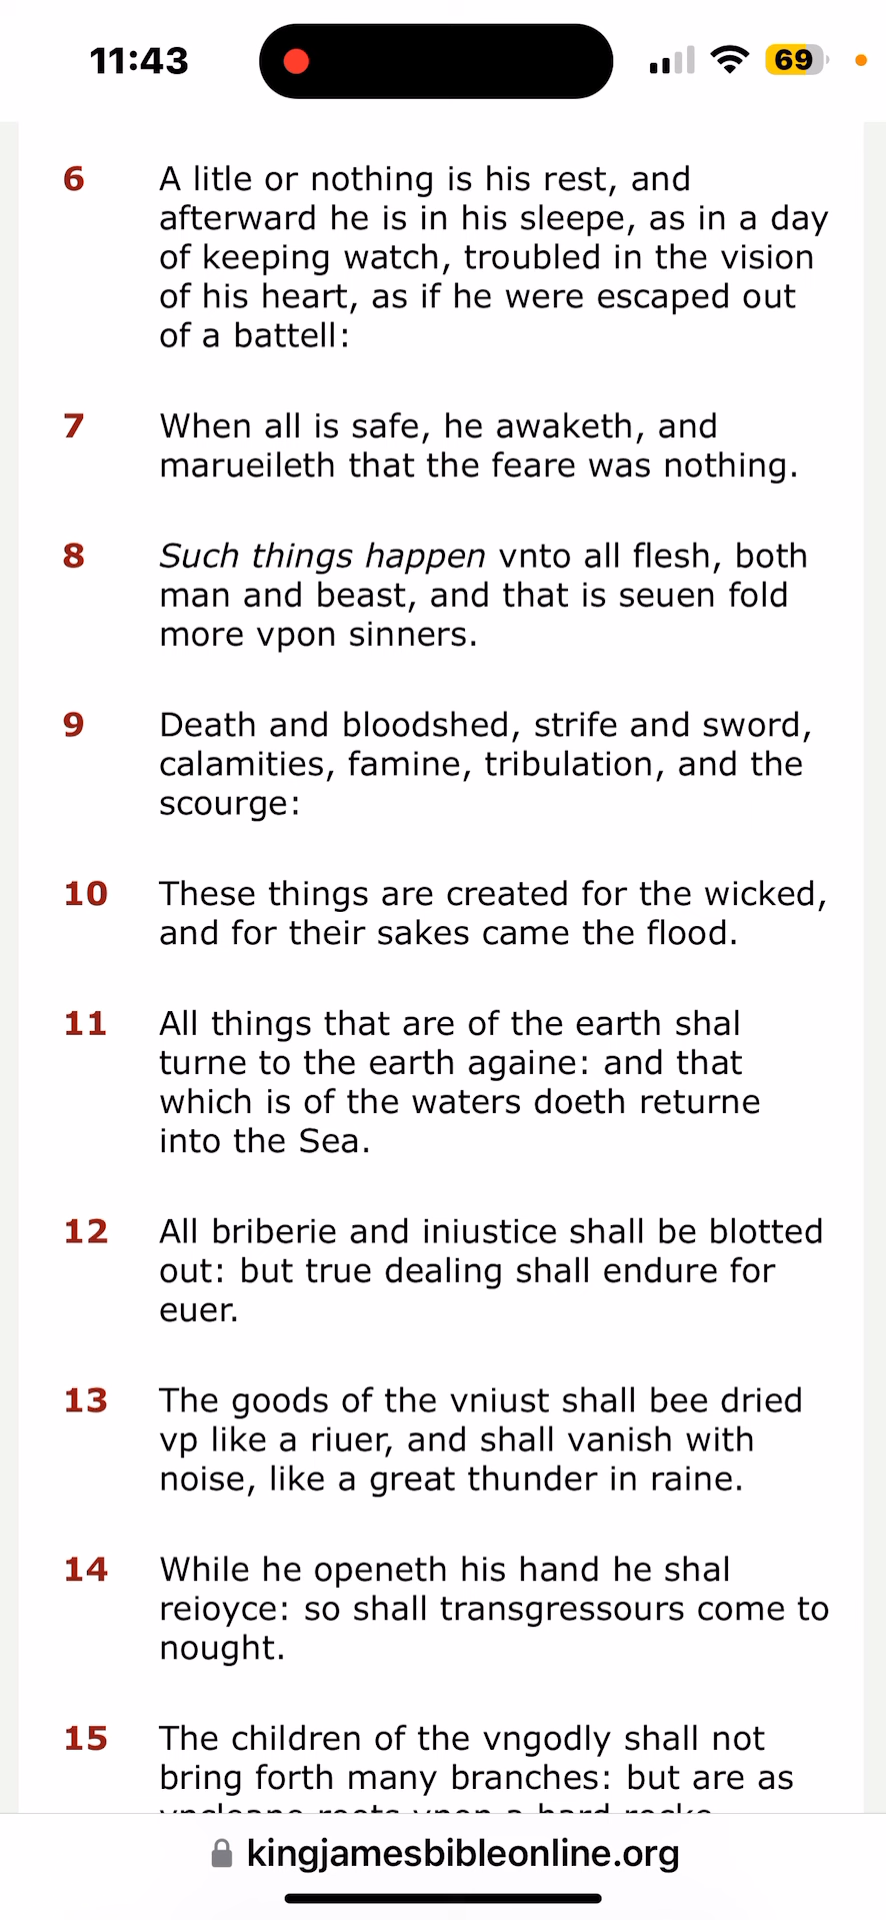 11:43
69
6 A litle or nothing is his rest, and
afterward he is in his sleepe, as in a day
of keeping watch, troubled in the vision
of his heart, as if he were escaped out
of a battell:
7 When all is safe, he awaketh, and
marueileth that the feare was nothing.
8 Such things happen vnto all flesh, both
man and beast, and that is seuen fold
more vpon sinners.
9 Death and bloodshed, strife and sword,
calamities, famine, tribulation, and the
scourge:
10 These things are created for the wicked,
and for their sakes came the flood.
11 All things that are of the earth shal
turne to the earth againe: and that
which is of the waters doeth returne
into the Sea.
12 All briberie and iniustice shall be blotted
out: but true dealing shall endure for
euer.
13 The goods of the vniust shall bee dried
vp like a riuer, and shall vanish with
noise, like a great thunder in raine.
14 While he openeth his hand he shal
reioyce: so shall transgressours come to
nought.
15 The children of the vngodly shall not
bring forth many branches: but are as
kingjamesbibleonline.org